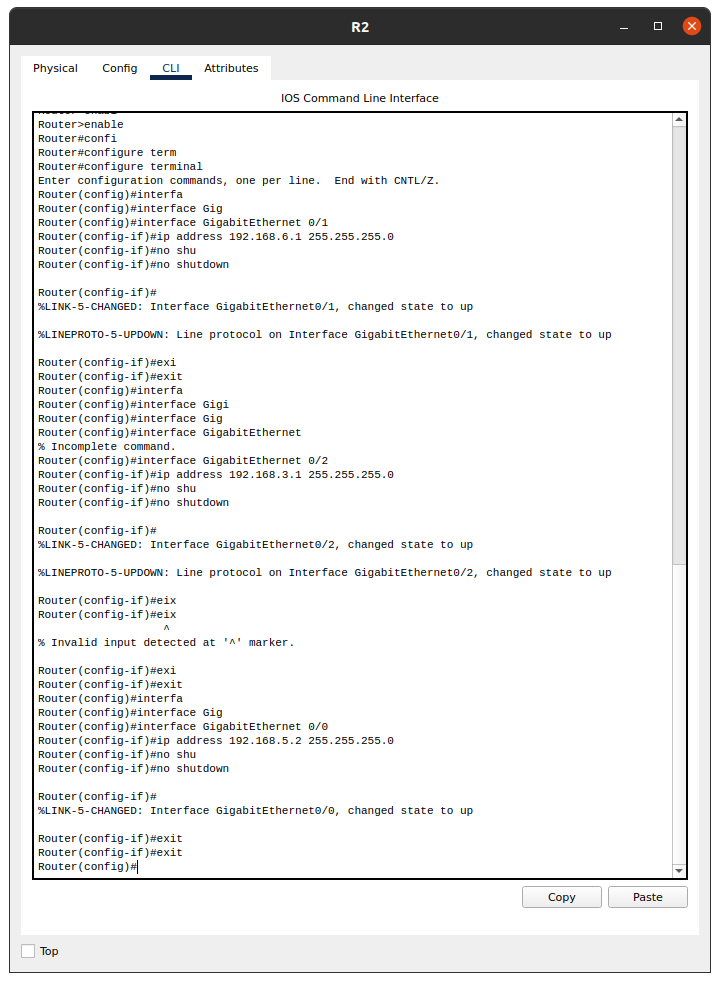 R2
Physical Config CLI Attributes
IOS Command Line Interface
Router>enable
Router#confi
Router#configure term
Router#configure terminal
Enter configuration commands, one per line.  End with CNTL/Z.
Router(config)#interfa
Router(config)#interface Gig
Router(config)#interface GigabitEthernet 0/1
Router(config-if)#ip address 192.168.6.1 255.255.255.0
Router(config-if)#no shu
Router(config-if)#no shutdown
Router(config-if)#
%LINK-5-CHANGED: Interface GigabitEthernet0/1, changed state to up
%LINEPROTO-5-UPDOWN: Line protocol on Interface GigabitEthernet0/1, changed state to up
Router(config-if)#exi
Router(config-if)#exit
Router(config)#interfa
Router(config)#interface Gigi
Router(config)#interface Gig
Router(config)#interface GigabitEthernet
% Incomplete command.
Router(config)#interface GigabitEthernet 0/2
Router(config-if)#ip address 192.168.3.1 255.255.255.0
Router(config-if)#no shu
Router(config-if)#no shutdown
Router(config-if)#
%LINK-5-CHANGED: Interface GigabitEthernet0/2, changed state to up
%LINEPROTO-5-UPDOWN: Line protocol on Interface GigabitEthernet0/2, changed state to up
Router(config-if)#eix
Router(config-if)#eix
^
% Invalid input detected at '^' marker.
Router(config-if)#exi
Router(config-if)#exit
Router(config)#interfa
Router(config)#interface Gig
Router(config)#interface GigabitEthernet 0/0
Router(config-if)#ip address 192.168.5.2 255.255.255.0
Router(config-if)#no shu
Router(config-if)#no shutdown
Router(config-if)#
%LINK-5-CHANGED: Interface GigabitEthernet0/0, changed state to up
Router(config-if)#exit
Router(config-if)#exit
Router(config)#
Copy Paste
Top